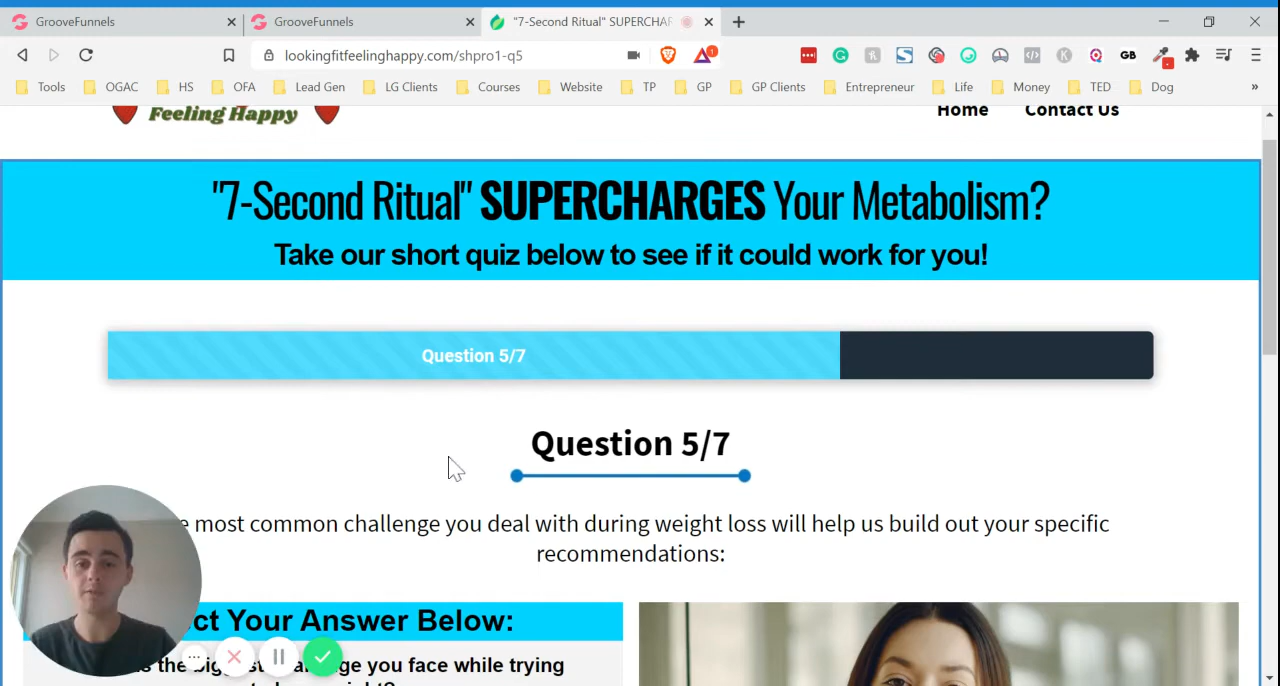 GrooveFunnels
GrooveFunnels
"7-Second Ritual" SUPERCHAR
lookingfitfeelinghappy.com/shpro1-q5
1
GB
Tools OGAC HS OFA Lead Gen LG Clients Courses Website TP GP GP Clients Entrepreneur Life Money TED Dog »
Feeling Happy
Home Contact Us
"7-Second Ritual" SUPERCHARGES Your Metabolism?
Take our short quiz below to see if it could work for you!
Question 5/7
Question 5/7
most common challenge you deal with during weight loss will help us build out your specific
recommendations:
Your Answer Below:
the you face while trying